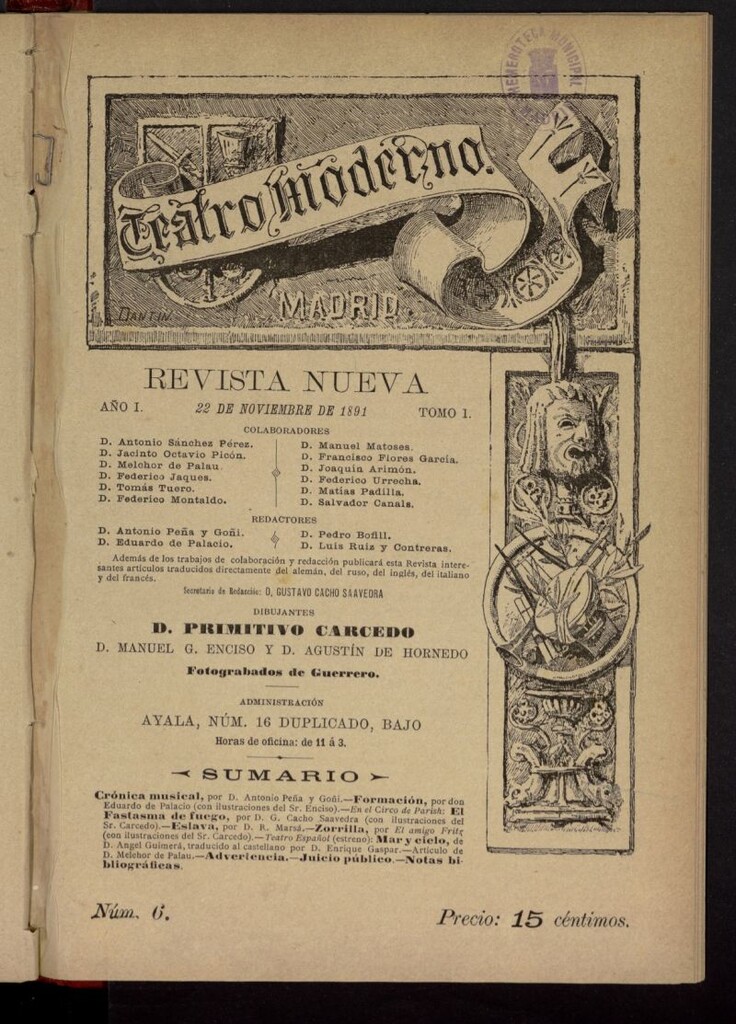 HEMEROTECA MUNICIPAL
Teatro Moderno.
MADRID.
DANTIN
REVISTA NUEVA
AÑO I. 22 DE NOVIEMBRE DE 1891 TOMO I.
COLABORADORES
D. Antonio Sánchez Pérez.
D. Jacinto Octavio Picón.
D. Melchor de Palau.
D. Federico Jaques.
D. Tomás Tuero.
D. Federico Montaldo.
D. Manuel Matoses.
D. Francisco Flores García.
D. Joaquín Arimón.
D. Federico Urrecha.
D. Matías Padilla.
D. Salvador Canals.
REDACTORES
D. Antonio Peña y Goñi.
D. Eduardo de Palacio.
D. Pedro Bofill.
D. Luis Ruiz y Contreras.
Además de los trabajos de colaboración y redacción publicará esta Revista intere-
santes artículos traducidos directamente del alemán, del ruso, del inglés, del italiano
y del francés.
Secretario de Redacción: D. GUSTAVO CACHO SAAVEDRA
DIBUJANTES
D. PRIMITIVO CARCEDO
D. MANUEL G. ENCISO Y D. AGUSTÍN DE HORNEDO
Fotograbados de Guerrero.
ADMINISTRACIÓN
AYALA, NÚM. 16 DUPLICADO, BAJO
Horas de oficina: de 11 á 3.
SUMARIO
Crónica musical, por D. Antonio Peña y Goñi.—Formación, por don
Eduardo de Palacio (con ilustraciones del Sr. Enciso).—En el Circo de Parish: El
Fastasma de fuego, por D. G. Cacho Saavedra (con ilustraciones del
Sr. Carcedo).—Eslava, por D. R. Marsá.—Zorrilla, por El amigo Fritz
(con ilustraciones del Sr. Carcedo).—Teatro Español (estreno): Mar y cielo, de
D. Angel Guimerá, traducido al castellano por D. Enrique Gaspar.—Artículo de
D. Melchor de Palau.—Advertencia.—Juicio público.—Notas bi-
bliográficas.
Núm. 6. Precio: 15 céntimos.